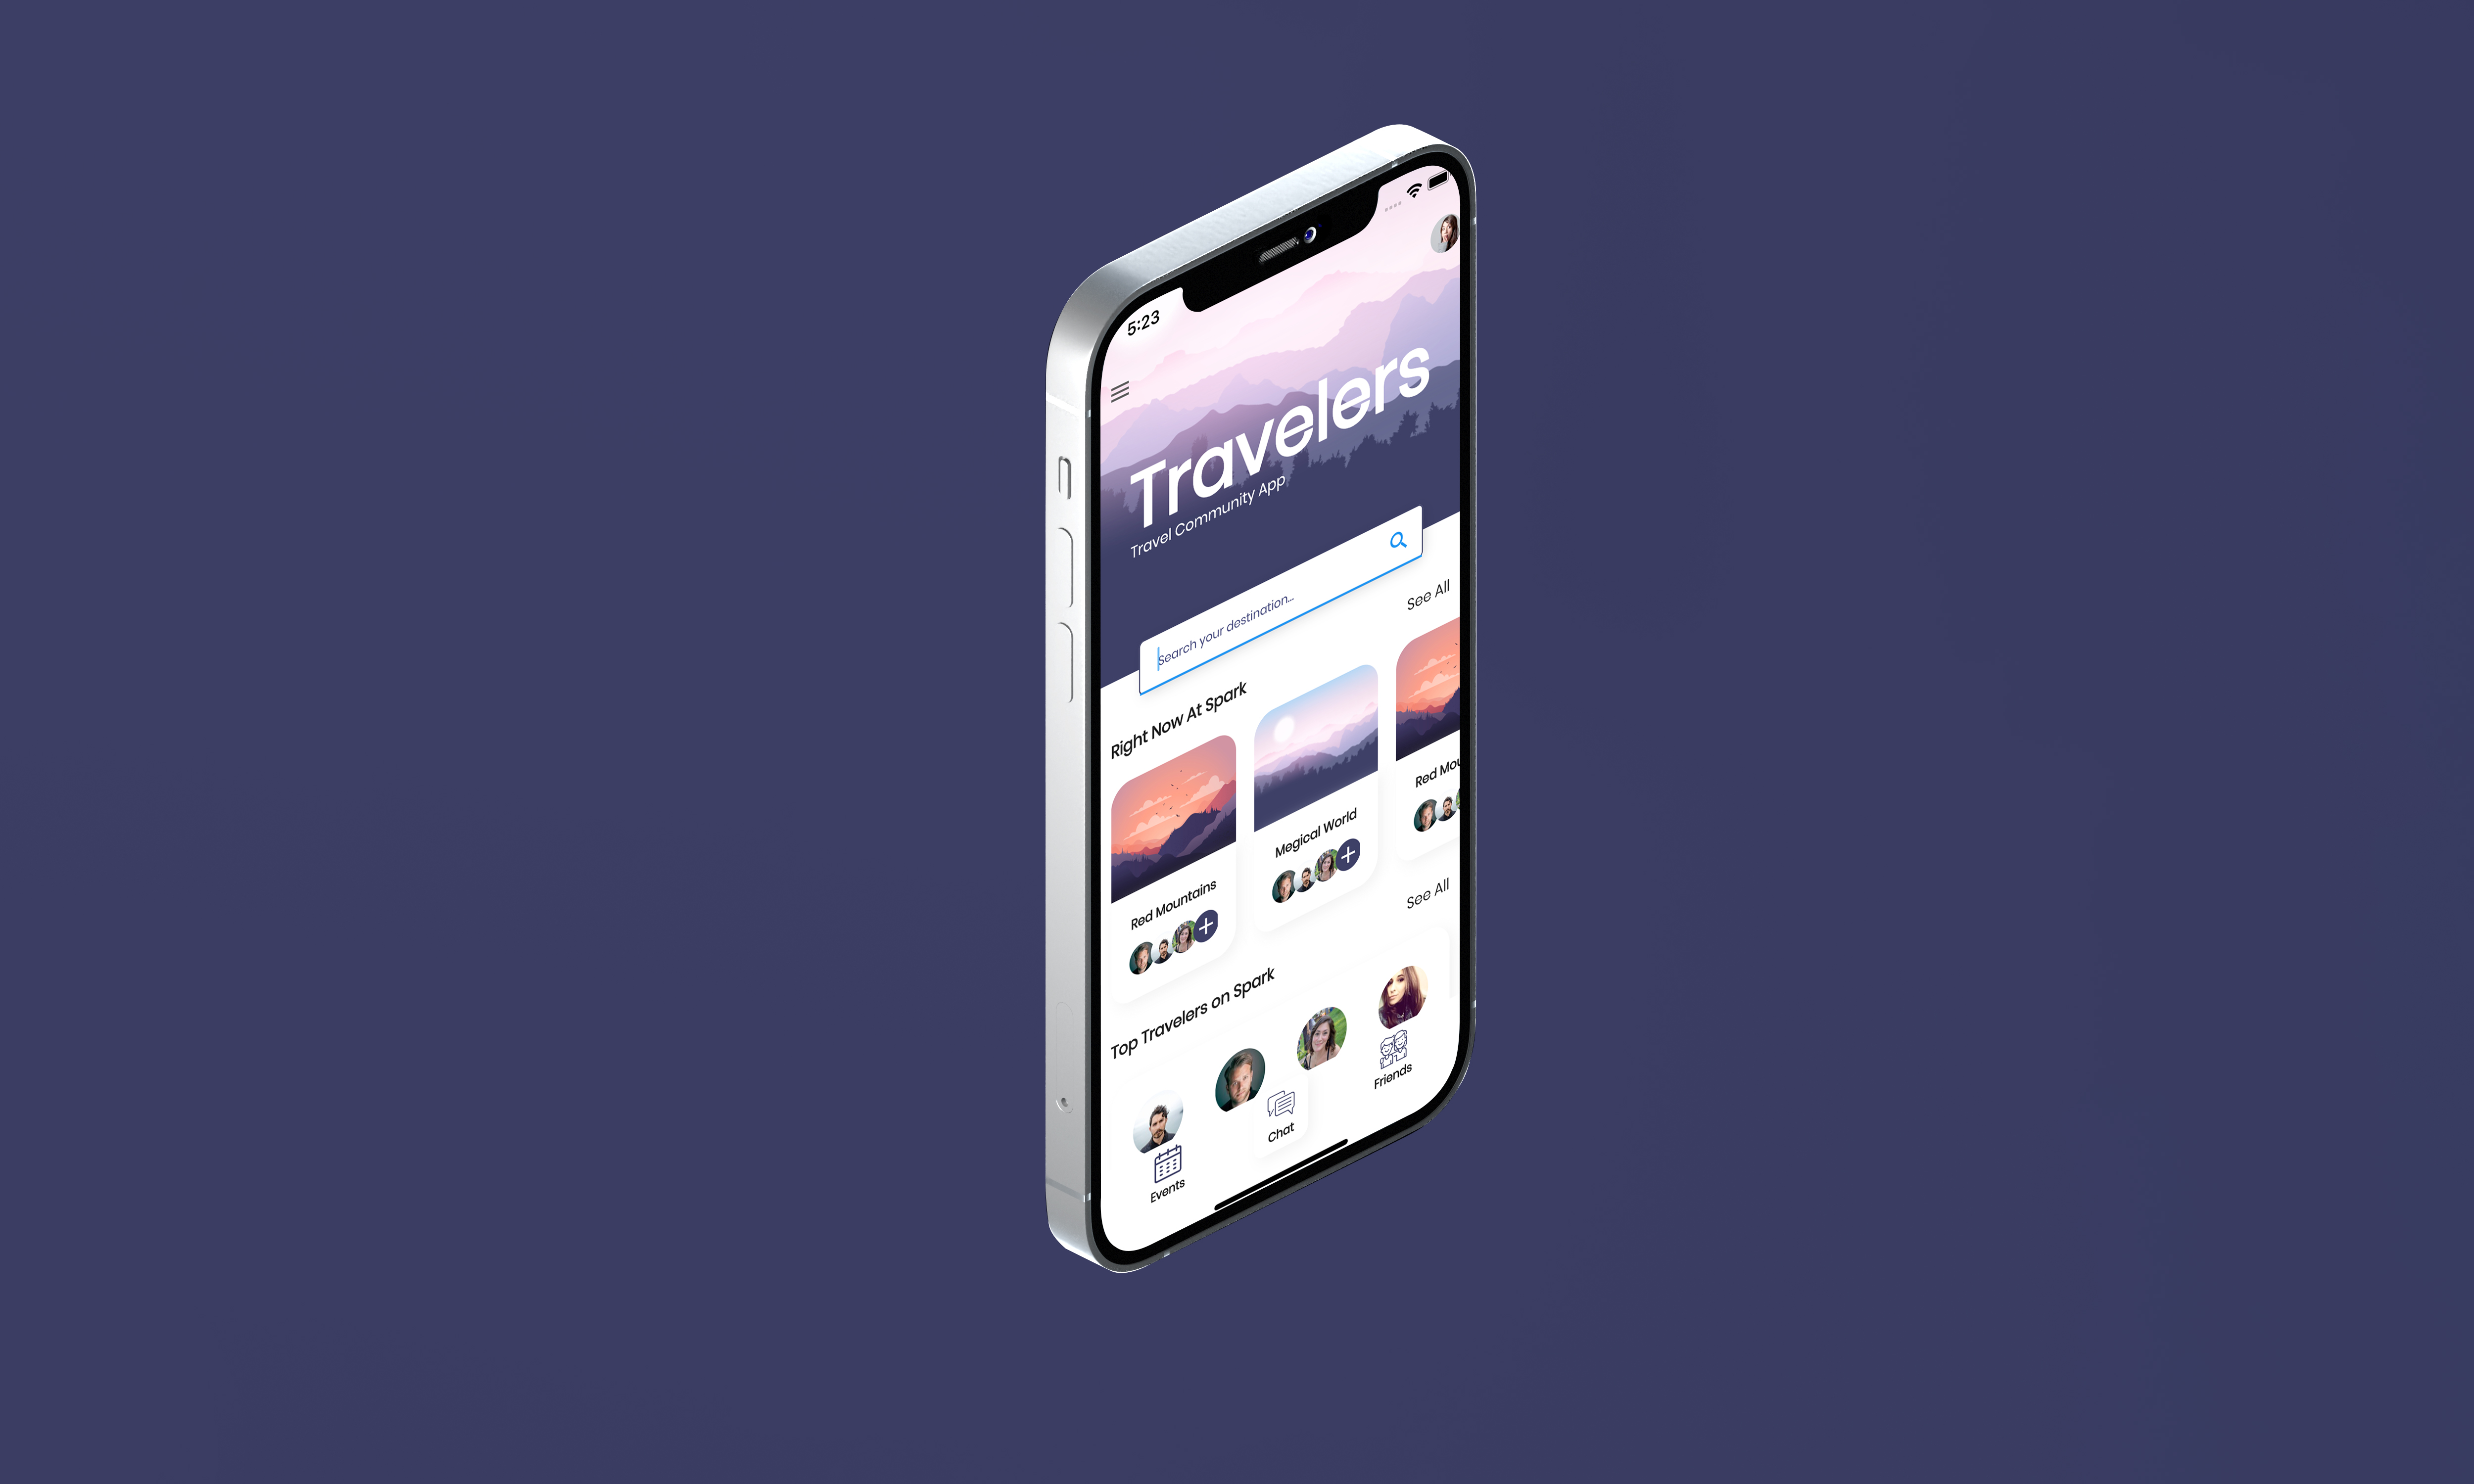 5:23
Travelers
Travel Community App
Search your destination...
Right Now At Spark
See All
Red Mountains
Megical World
Red Mou
Top Travelers on Spark
See All
Events
Chat
Friends